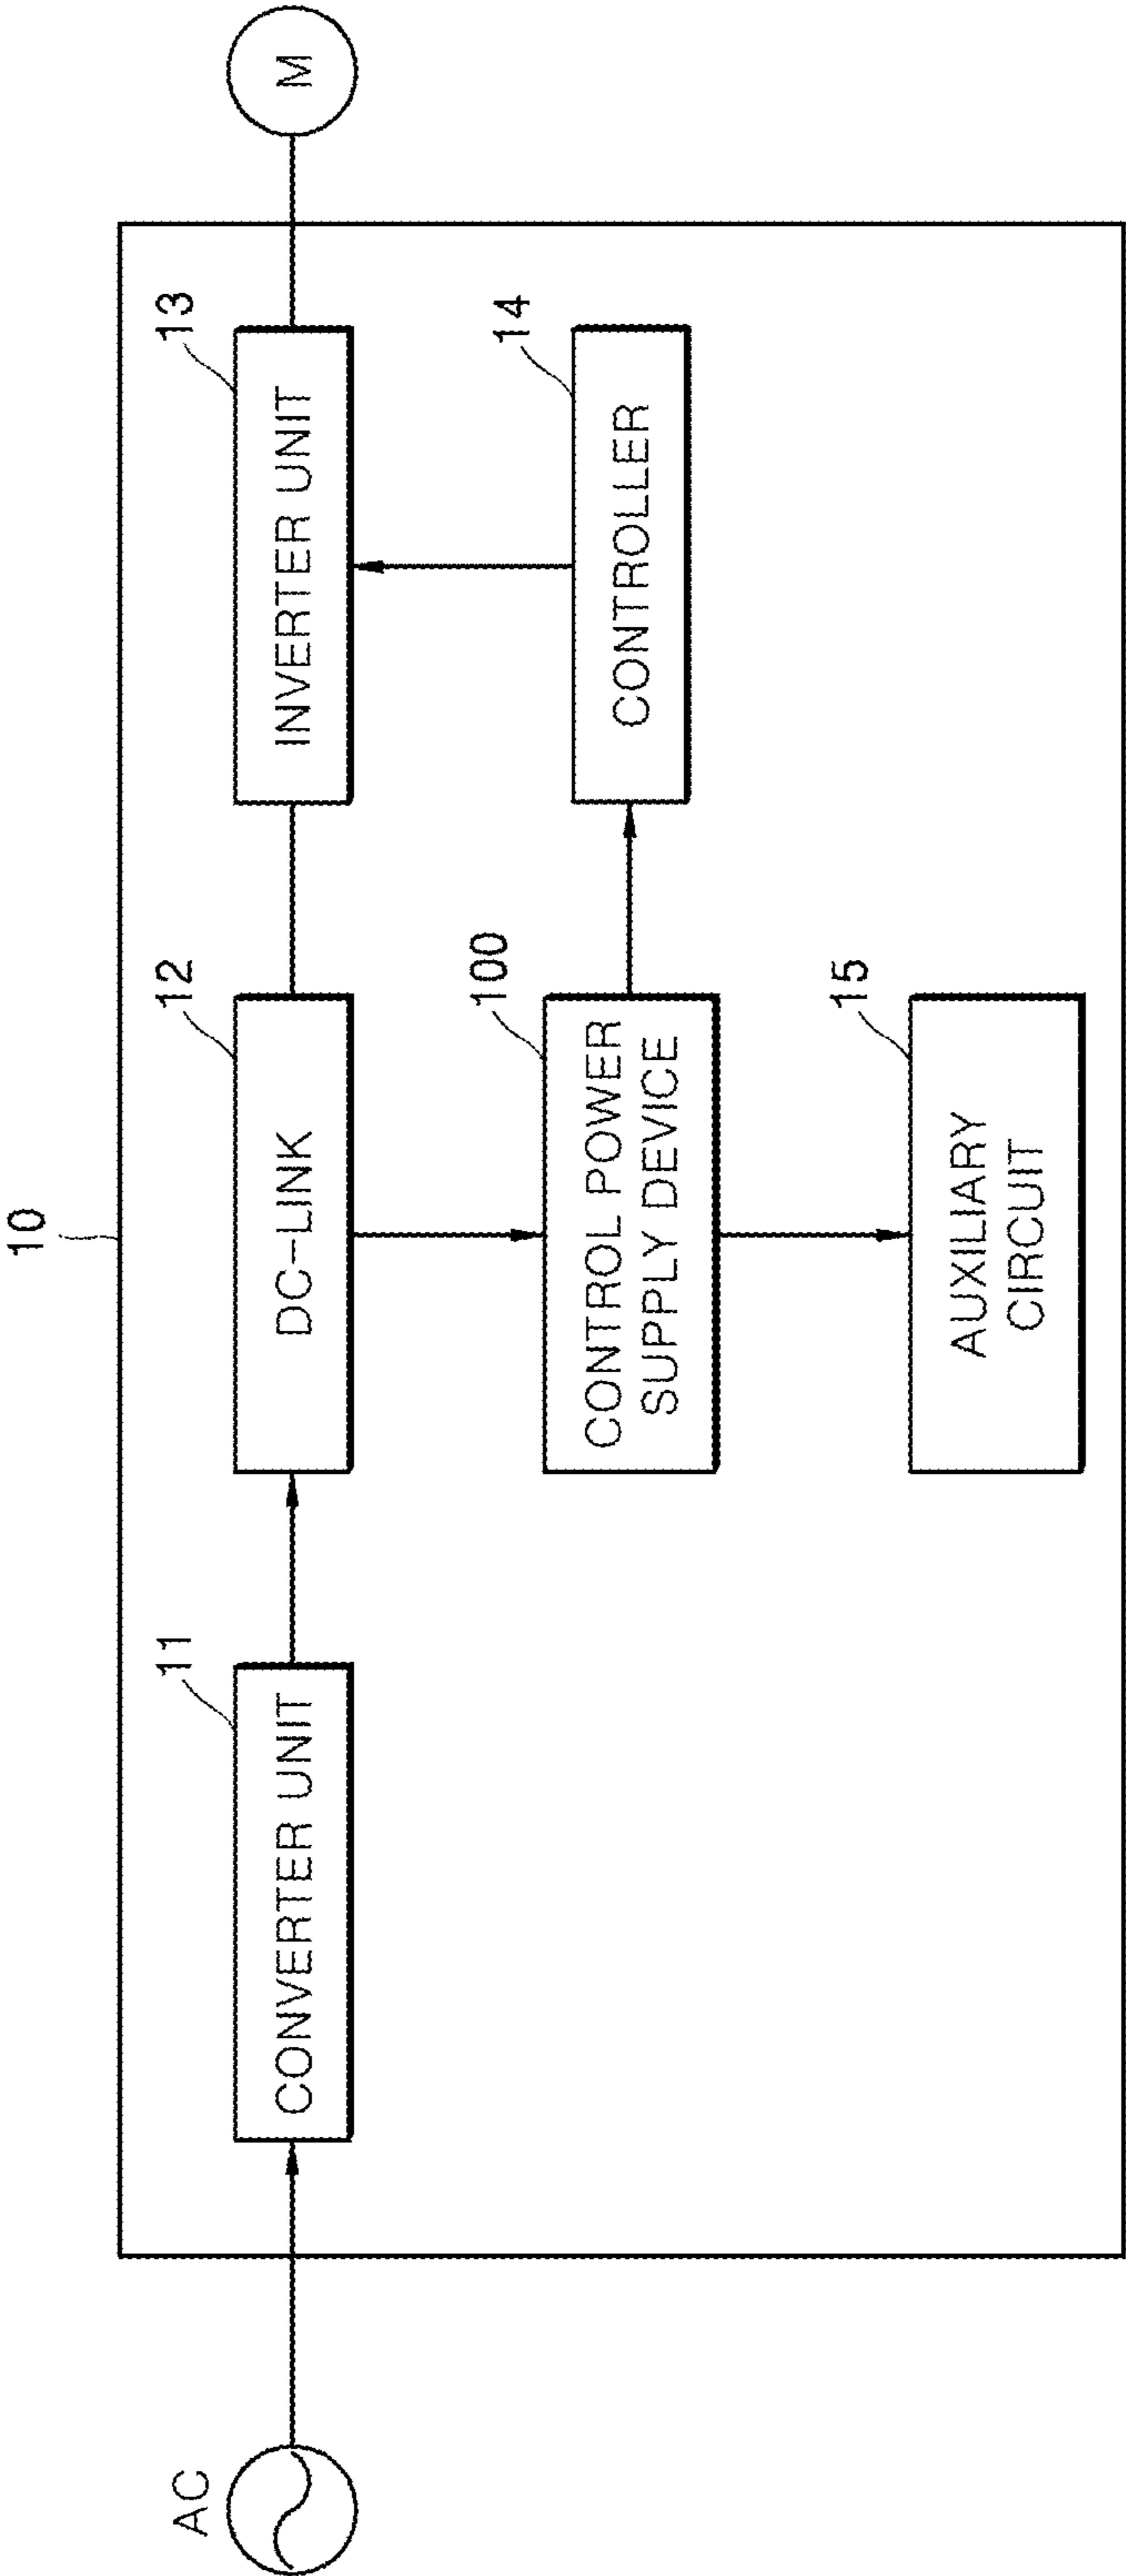 10
AC
11
CONVERTER UNIT
12
DC-LINK
13
INVERTER UNIT
M
100
CONTROL POWER
SUPPLY DEVICE
14
CONTROLLER
15
AUXILIARY
CIRCUIT